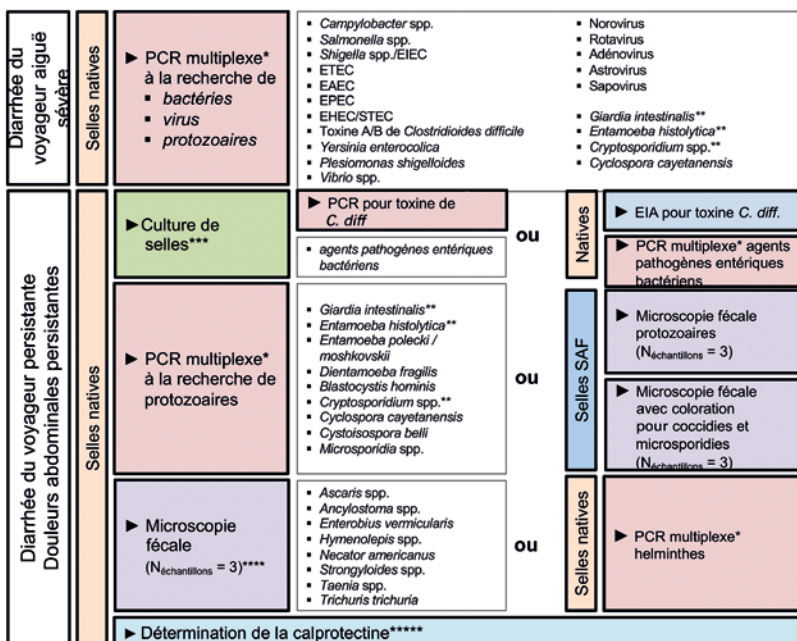 Diarrhée du
voyageur aiguë
sévère
Selles natives
► PCR multiplexe*
à la recherche de
▪ bactéries
▪ virus
▪ protozoaires
▪ Campylobacter spp.
▪ Salmonella spp.
▪ Shigella spp./EIEC
▪ ETEC
▪ EAEC
▪ EPEC
▪ EHEC/STEC
▪ Toxine A/B de Clostridioides difficile
▪ Yersinia enterocolica
▪ Plesiomonas shigelloides
▪ Vibrio spp.
▪ Norovirus
▪ Rotavirus
▪ Adénovirus
▪ Astrovirus
▪ Sapovirus
▪ Giardia intestinalis**
▪ Entamoeba histolytica**
▪ Cryptosporidium spp.**
▪ Cyclospora cayetanensis
Diarrhée du voyageur persistante
Douleurs abdominales persistantes
Selles natives
► Culture de
selles***
► PCR pour toxine de
C. diff
▪ agents pathogènes entériques
bactériens
ou
Natives
► EIA pour toxine C. diff.
► PCR multiplexe* agents
pathogènes entériques
bactériens
► PCR multiplexe*
à la recherche de
protozoaires
▪ Giardia intestinalis**
▪ Entamoeba histolytica**
▪ Entamoeba polecki /
moshkovskii
▪ Dientamoeba fragilis
▪ Blastocystis hominis
▪ Cryptosporidium spp.**
▪ Cyclospora cayetanensis
▪ Cystoisospora belli
▪ Microsporidia spp.
ou
Selles SAF
► Microscopie fécale
protozoaires
(Néchantillons = 3)
► Microscopie fécale
avec coloration
pour coccidies et
microsporidies
(Néchantillons = 3)
► Microscopie
fécale
(Néchantillons = 3)****
▪ Ascaris spp.
▪ Ancylostoma spp.
▪ Enterobius vermicularis
▪ Hymenolepis spp.
▪ Necator americanus
▪ Strongyloides spp.
▪ Taenia spp.
▪ Trichuris trichuria
ou
Selles natives
► PCR multiplexe*
helminthes
► Détermination de la calprotectine*****